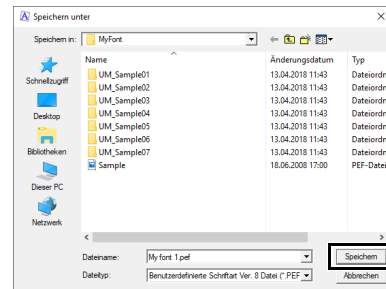 Speichern unter
Speichern in: MyFont
Name Änderungsdatum Typ
UM_Sample01 13.04.2018 11:43 Dateiordn
UM_Sample02 13.04.2018 11:43 Dateiordn
UM_Sample03 13.04.2018 11:43 Dateiordn
UM_Sample04 13.04.2018 11:43 Dateiordn
UM_Sample05 13.04.2018 11:43 Dateiordn
UM_Sample06 13.04.2018 11:43 Dateiordn
UM_Sample07 13.04.2018 11:43 Dateiordn
Sample 18.06.2008 17:00 PEF-Datei
Schnellzugriff
Desktop
Bibliotheken
Dieser PC
Netzwerk
Dateiname: My font 1.pef Speichern
Dateityp: Benutzerdefinierte Schriftart Ver. 8 Datei (*.PEF Abbrechen